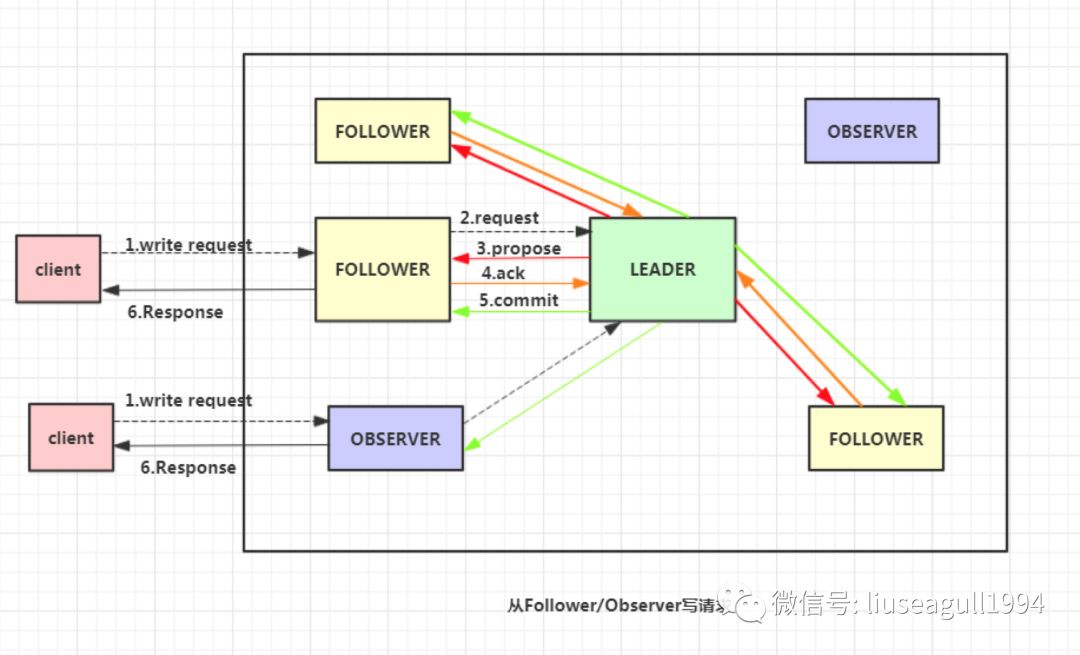 FOLLOWER
OBSERVER
client
1.write request
FOLLOWER
2.request
3.propose
4.ack
5.commit
LEADER
6.Response
client
1.write request
OBSERVER
6.Response
FOLLOWER
从Follower/Observer写请
微信号: liuseagull1994